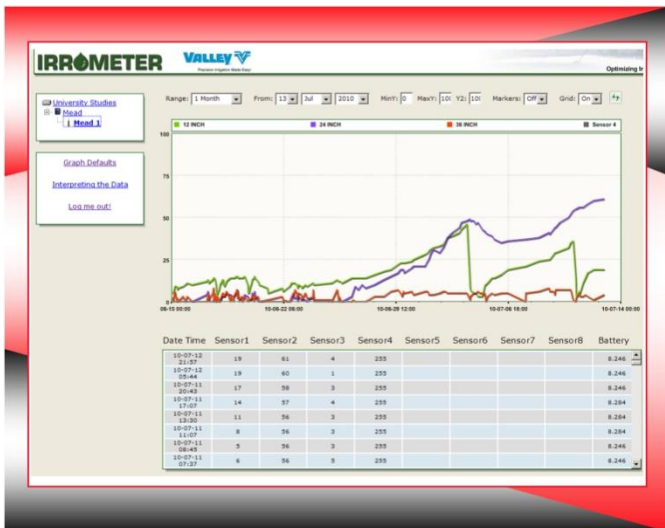 IRROMETER VALLEY
Precision Irrigation Made Easy
Optimizing Ir
University Studies
Mead
Mead 1
Graph Defaults
Interpreting the Data
Log me out!
Range: 1 Month From: 13 Jul 2010 MinY: 0 MaxY: 10 Y2: 10 Markers: Off Grid: On
12 INCH 24 INCH 36 INCH Sensor 4
100
75
50
25
0
06-15 00:00 10-06-22 06:00 10-06-29 12:00 10-07-06 18:00 10-07-14 00:00
Date Time Sensor1 Sensor2 Sensor3 Sensor4 Sensor5 Sensor6 Sensor7 Sensor8 Battery
10-07-12 21:57 19 61 4 255 8.246
10-07-12 05:44 19 60 1 255 8.246
10-07-11 20:43 17 58 3 255 8.246
10-07-11 17:07 14 57 4 255 8.284
10-07-11 13:30 11 56 3 255 8.284
10-07-11 11:07 8 56 3 255 8.284
10-07-11 08:45 5 56 3 255 8.246
10-07-11 07:37 6 56 5 255 8.246